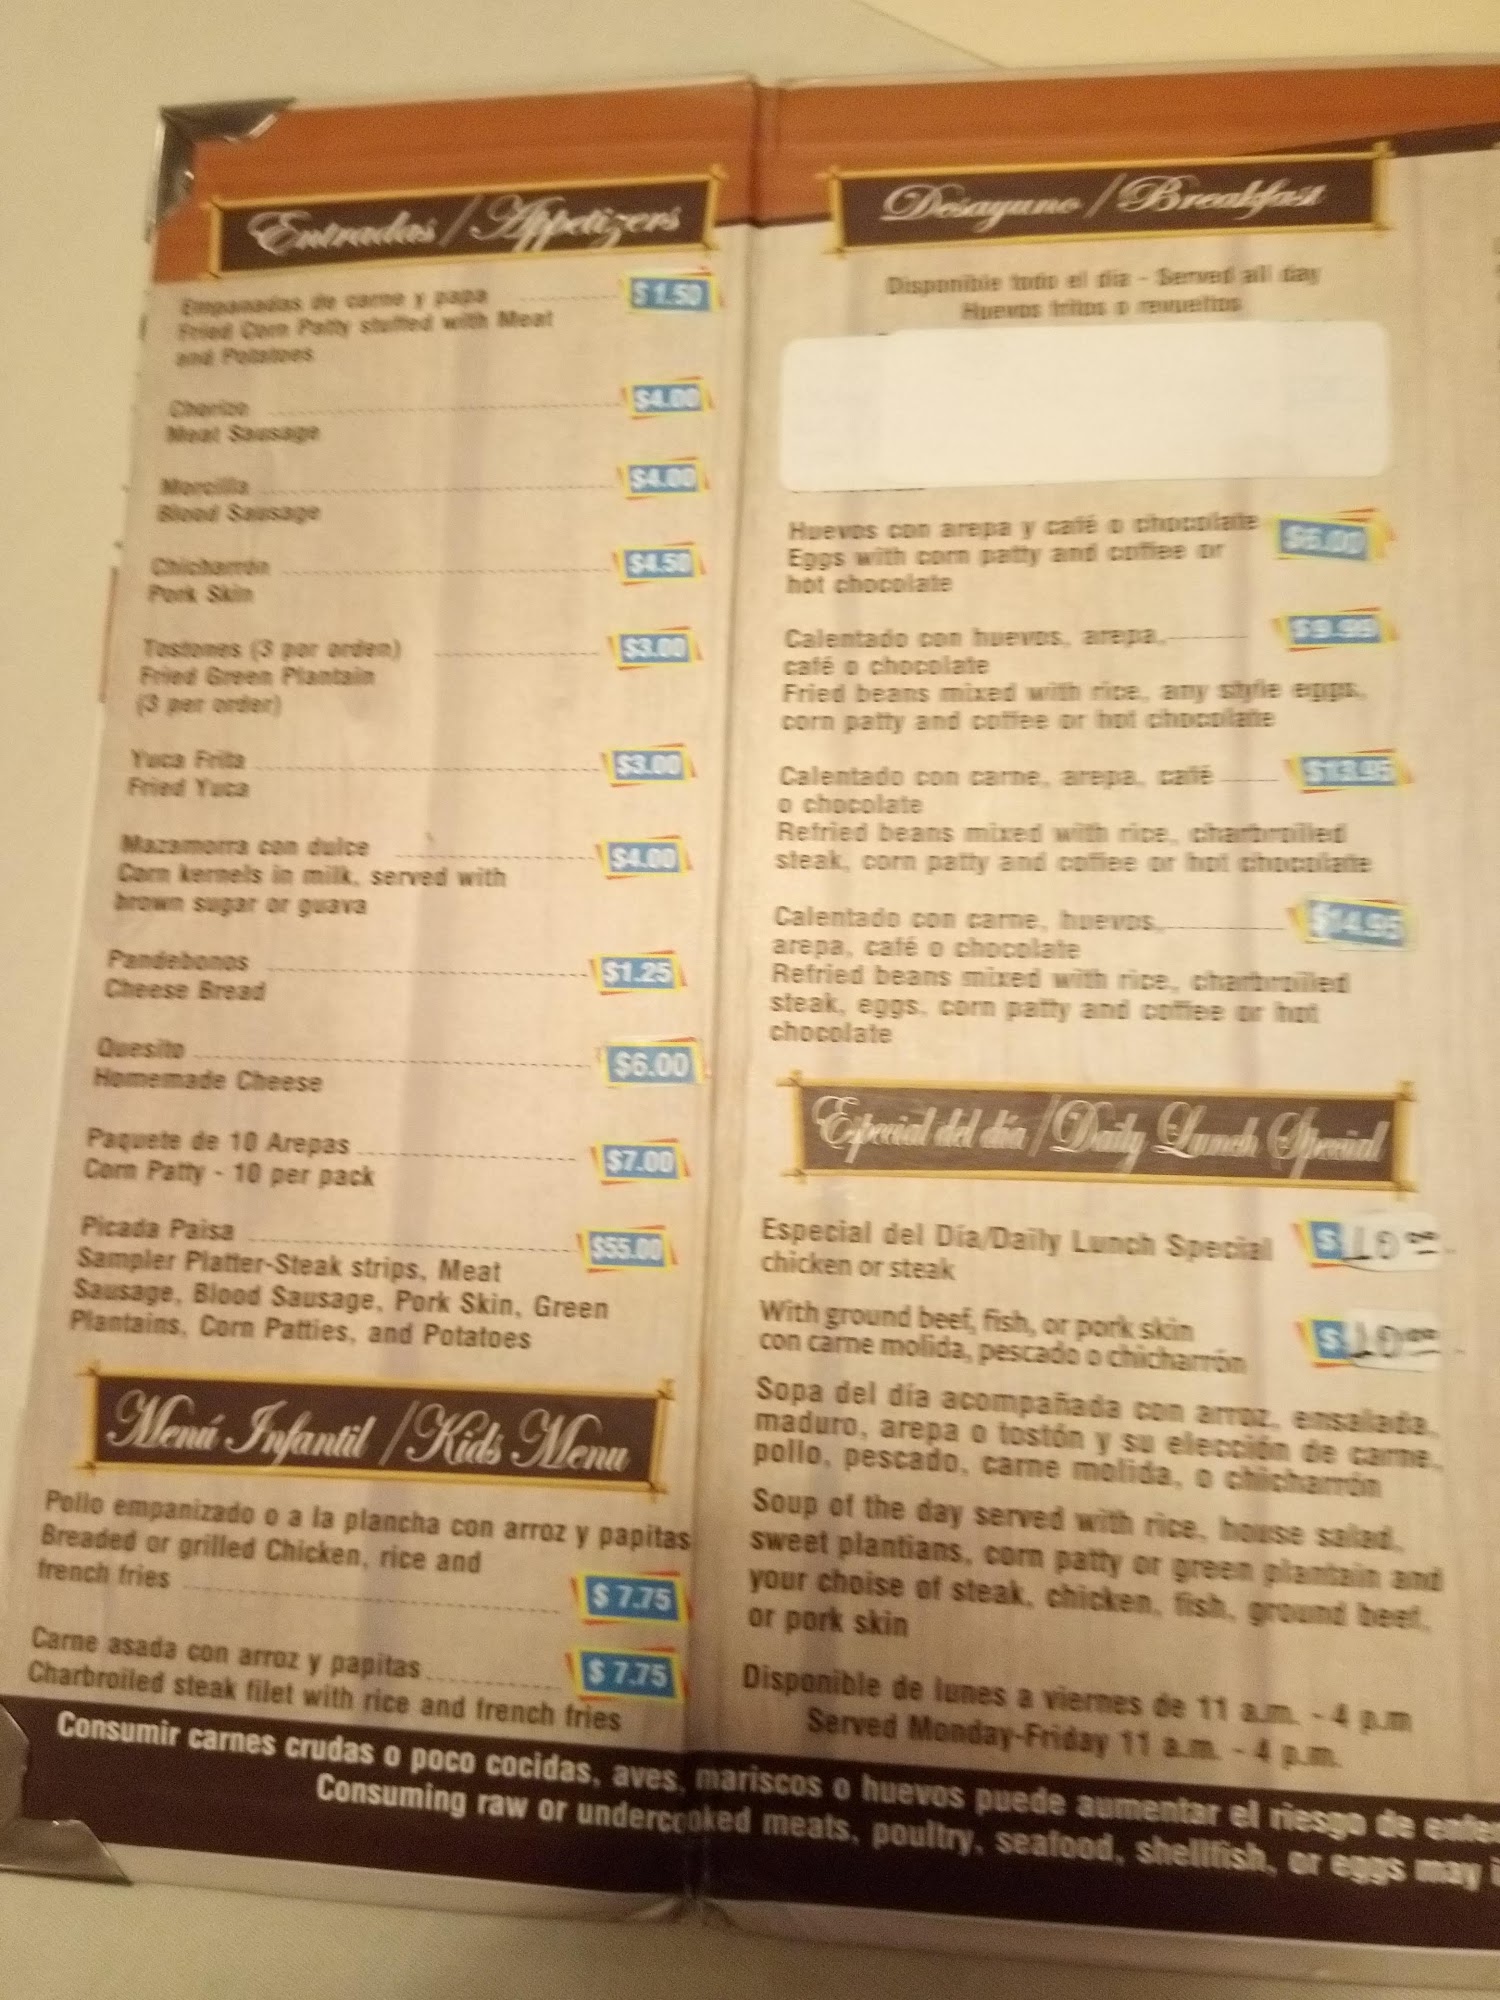 Entradas / Appetizers
Empanadas de carne y papa $1.50
Fried Corn Patty stuffed with Meat
and Potatoes
Chorizo $4.00
Meat Sausage
Morcilla $4.00
Blood Sausage
Chicharrón $4.50
Pork Skin
Tostones (3 por orden) $3.00
Fried Green Plantain
(3 per order)
Yuca Frita $3.00
Fried Yuca
Mazamorra con dulce $4.00
Corn kernels in milk, served with
brown sugar or guava
Pandebonos $1.25
Cheese Bread
Quesito $6.00
Homemade Cheese
Paquete de 10 Arepas $7.00
Corn Patty - 10 per pack
Picada Paisa $55.00
Sampler Platter-Steak strips, Meat
Sausage, Blood Sausage, Pork Skin, Green
Plantains, Corn Patties, and Potatoes
Menú Infantil / Kids Menu
Pollo empanizado o a la plancha con arroz y papitas
Breaded or grilled Chicken, rice and
french fries $7.75
Carne asada con arroz y papitas $7.75
Charbroiled steak filet with rice and french fries
Desayuno / Breakfast
Disponible todo el día - Served all day
Huevos fritos o revueltos
Huevos con arepa y café o chocolate
Eggs with corn patty and coffee or
hot chocolate
Calentado con huevos, arepa, $9.99
café o chocolate
Fried beans mixed with rice, any style eggs,
corn patty and coffee or hot chocolate
Calentado con carne, arepa, café $13.95
o chocolate
Refried beans mixed with rice, charbroiled
steak, corn patty and coffee or hot chocolate
Calentado con carne, huevos, $14.95
arepa, café o chocolate
Refried beans mixed with rice, charbroiled
steak, eggs, corn patty and coffee or hot
chocolate
Especial del día / Daily Lunch Special
Especial del Día/Daily Lunch Special $10.00
chicken or steak
With ground beef, fish, or pork skin $10.00
con carne molida, pescado o chicharrón
Sopa del día acompañada con arroz, ensalada,
maduro, arepa o tostón y su elección de carne,
pollo, pescado, carne molida, o chicharrón
Soup of the day served with rice, house salad,
sweet plantians, corn patty or green plantain and
your choise of steak, chicken, fish, ground beef,
or pork skin
Disponible de lunes a viernes de 11 a.m. - 4 p.m
Served Monday-Friday 11 a.m. - 4 p.m.
Consumir carnes crudas o poco cocidas, aves, mariscos o huevos puede aumentar el riesgo de enfer
Consuming raw or undercooked meats, poultry, seafood, shellfish, or eggs may i